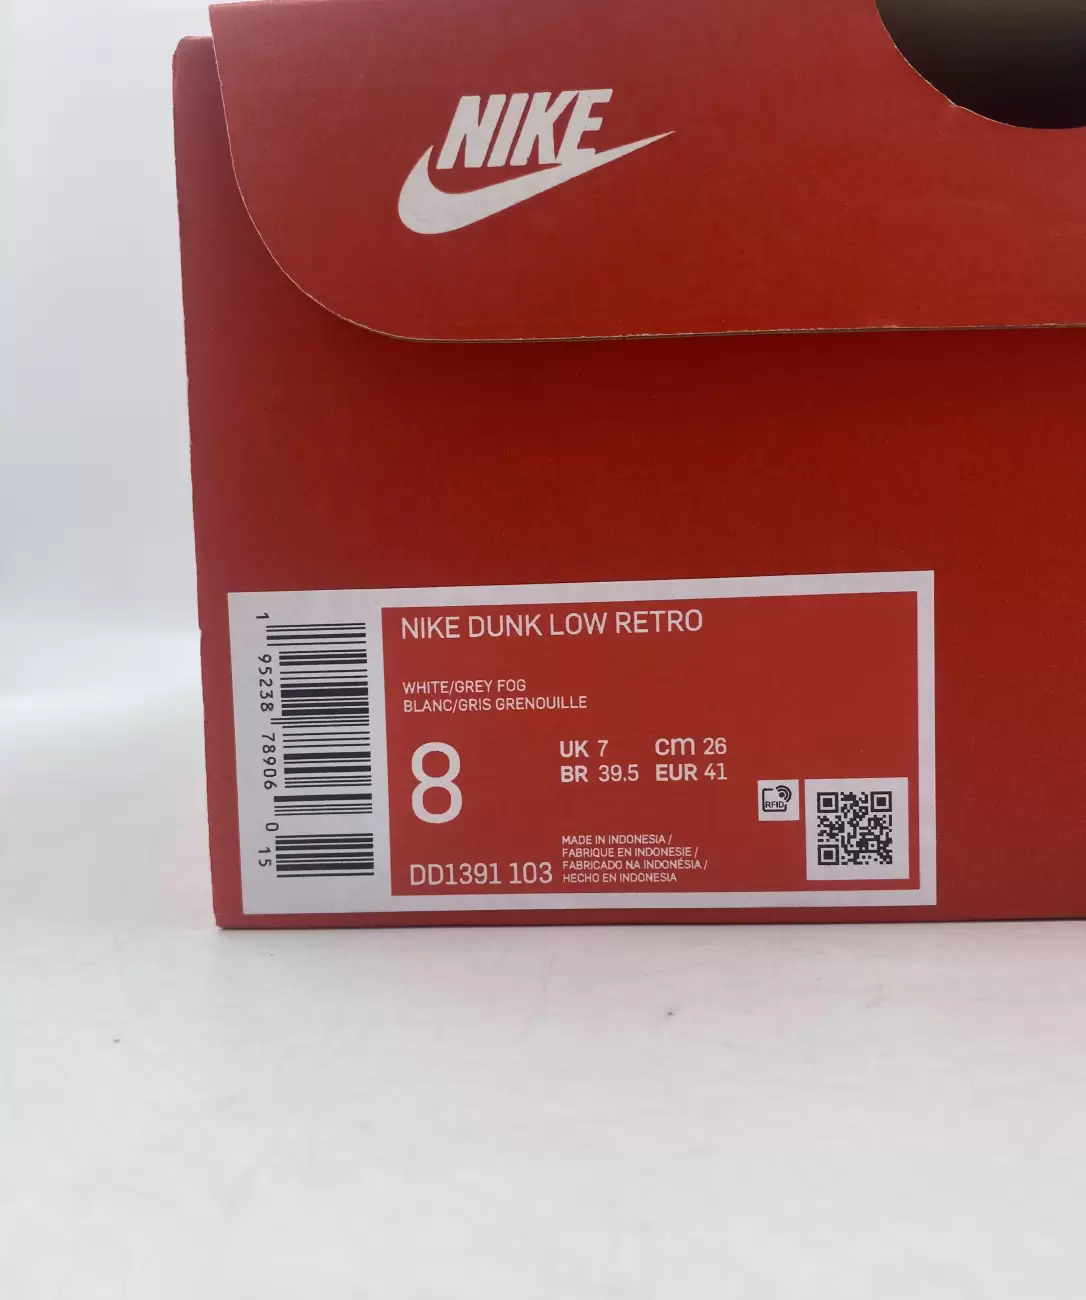 NIKE
NIKE DUNK LOW RETRO
WHITE/GREY FOG
BLANC/GRIS GRENOUILLE
8
UK 7 cm 26
BR 39.5 EUR 41
RFID
DD1391 103
MADE IN INDONESIA /
FABRIQUE EN INDONESIE /
FABRICADO NA INDONÉSIA /
HECHO EN INDONESIA
1 95238 78906 0 15